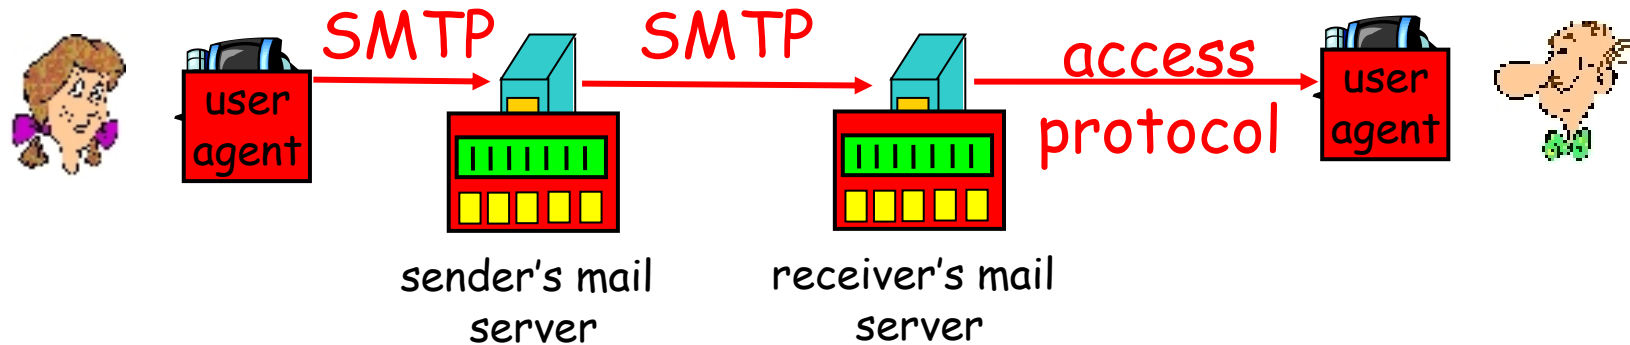 SMTP
SMTP
access
protocol
user
agent
user
agent
sender's mail
server
receiver's mail
server